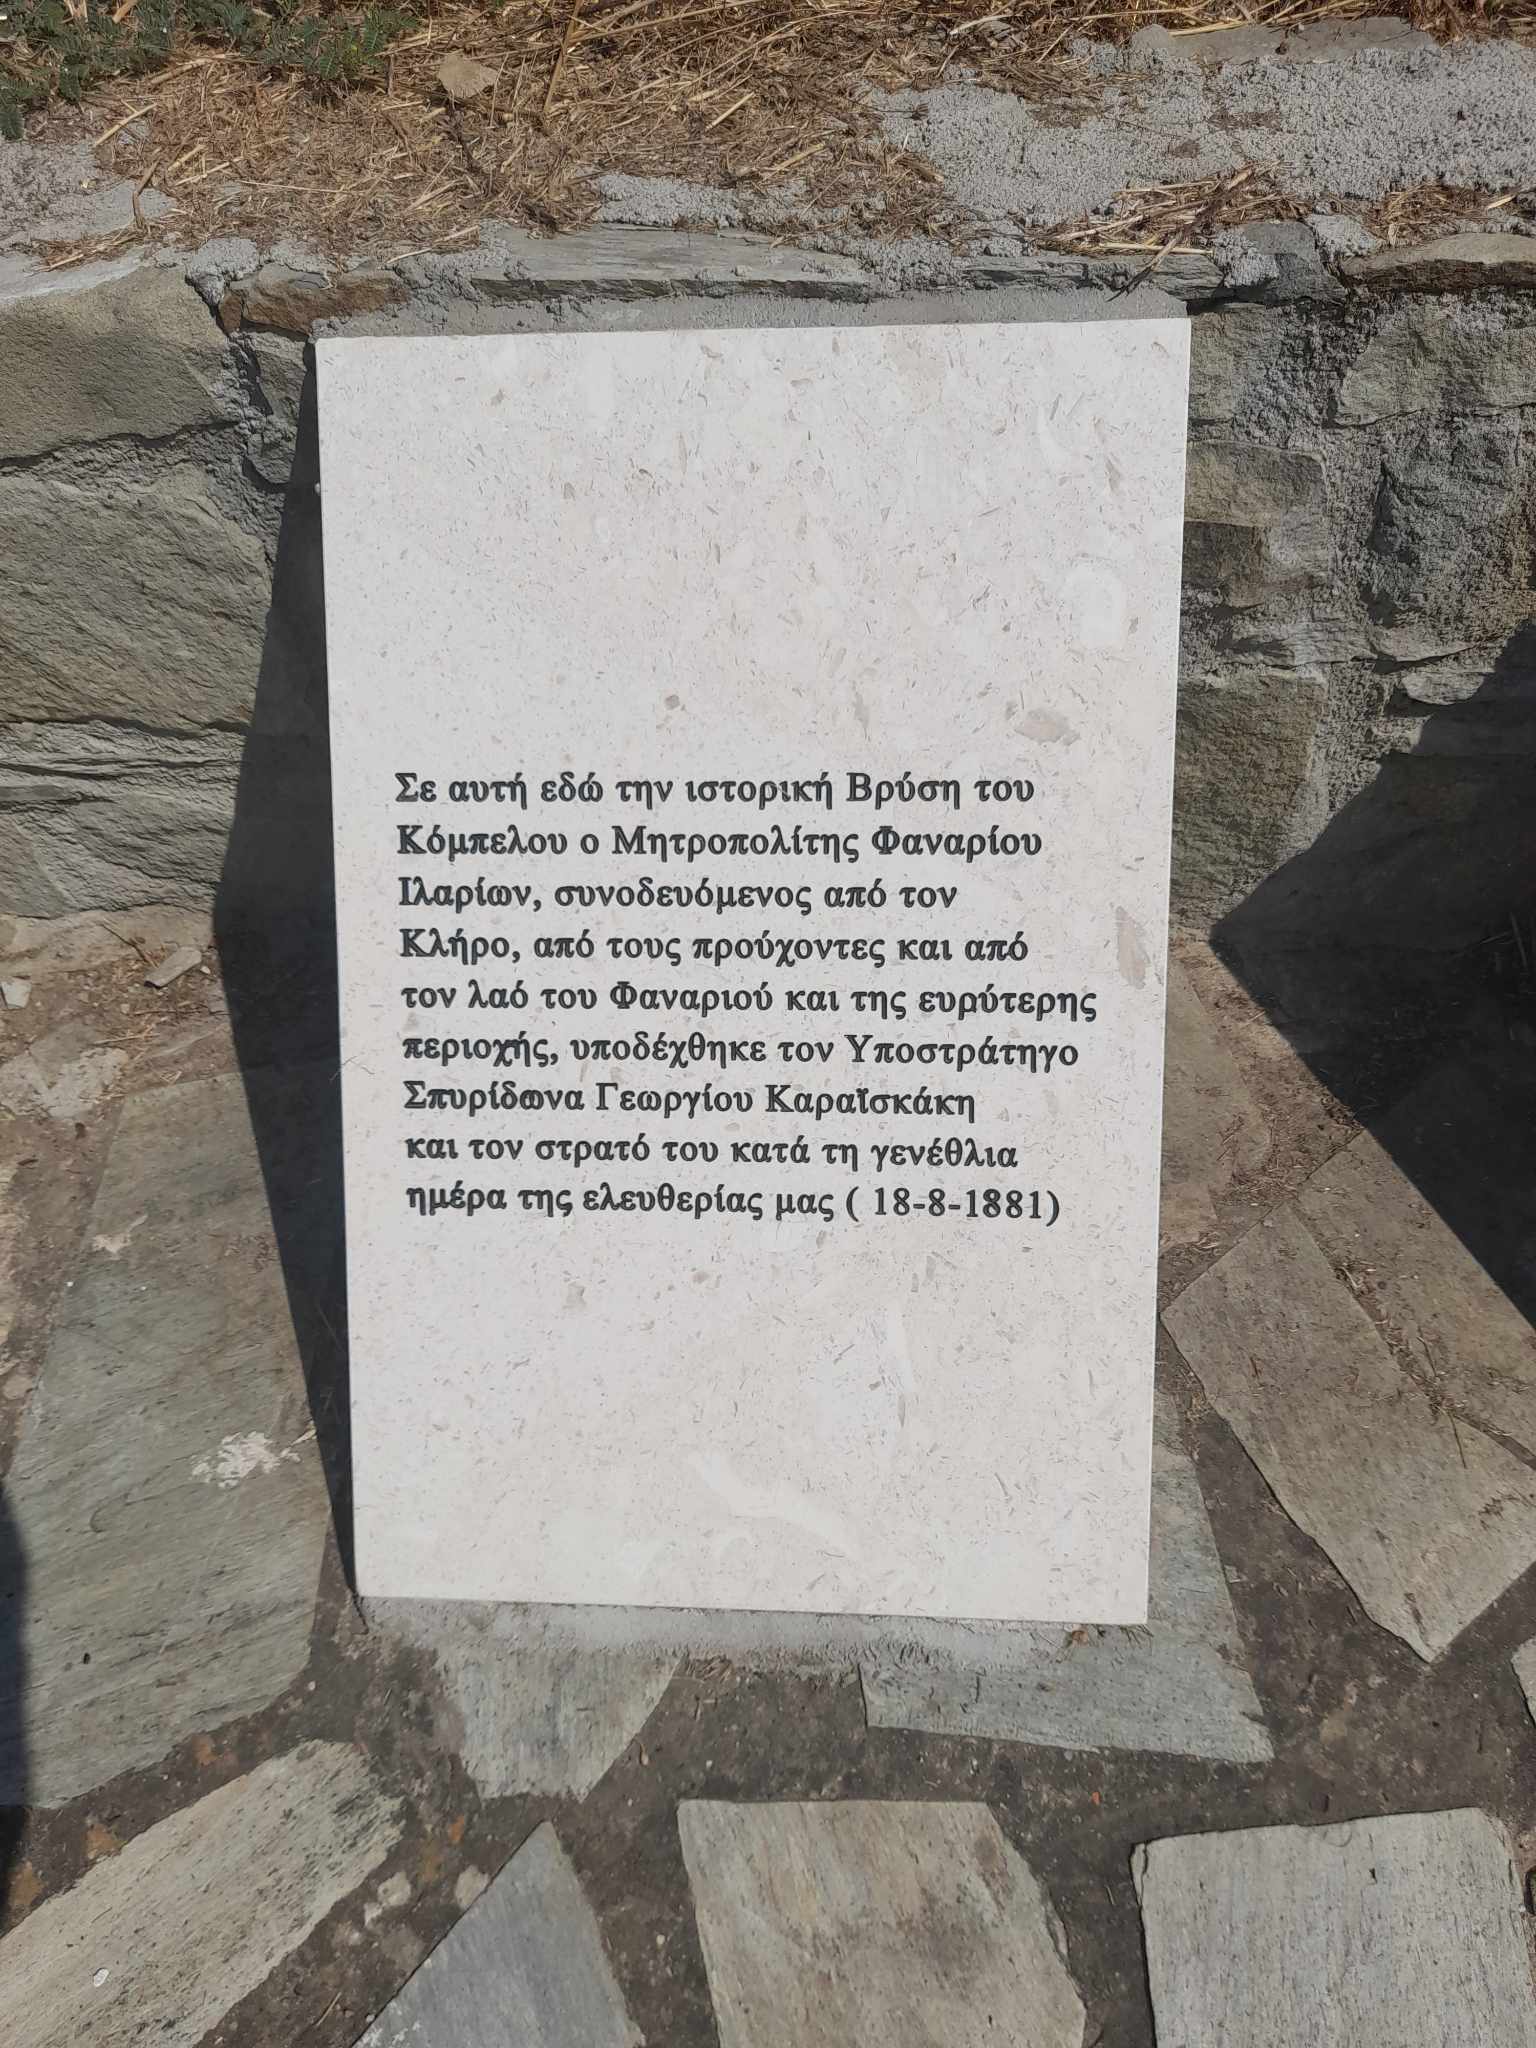 Σε αυτή εδώ την ιστορική Βρύση του
Κόμπελου ο Μητροπολίτης Φαναρίου
Ιλαρίων, συνοδευόμενος από τον
Κλήρο, από τους προύχοντες και από
τον λαό του Φαναριού και της ευρύτερης
περιοχής, υποδέχθηκε τον Υποστράτηγο
Σπυρίδωνα Γεωργίου Καραΐσκάκη
και τον στρατό του κατά τη γενέθλια
ημέρα της ελευθερίας μας ( 18-8-1881)